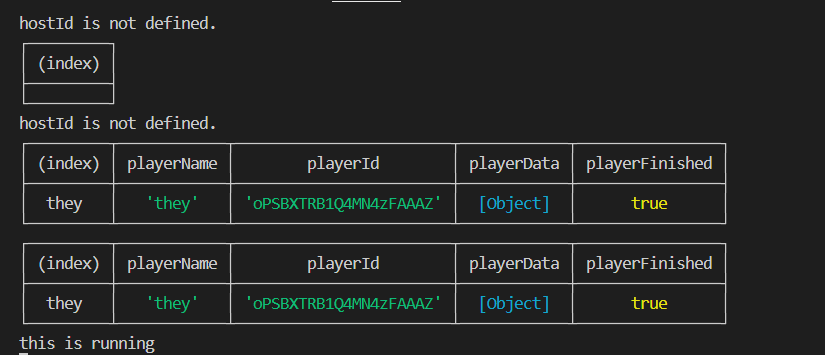 hostId is not defined.
(index)
hostId is not defined.
(index) playerName playerId playerData playerFinished
they 'they' 'oPSBXTRB1Q4MN4zFAAAZ' [Object] true
(index) playerName playerId playerData playerFinished
they 'they' 'oPSBXTRB1Q4MN4zFAAAZ' [Object] true
this is running